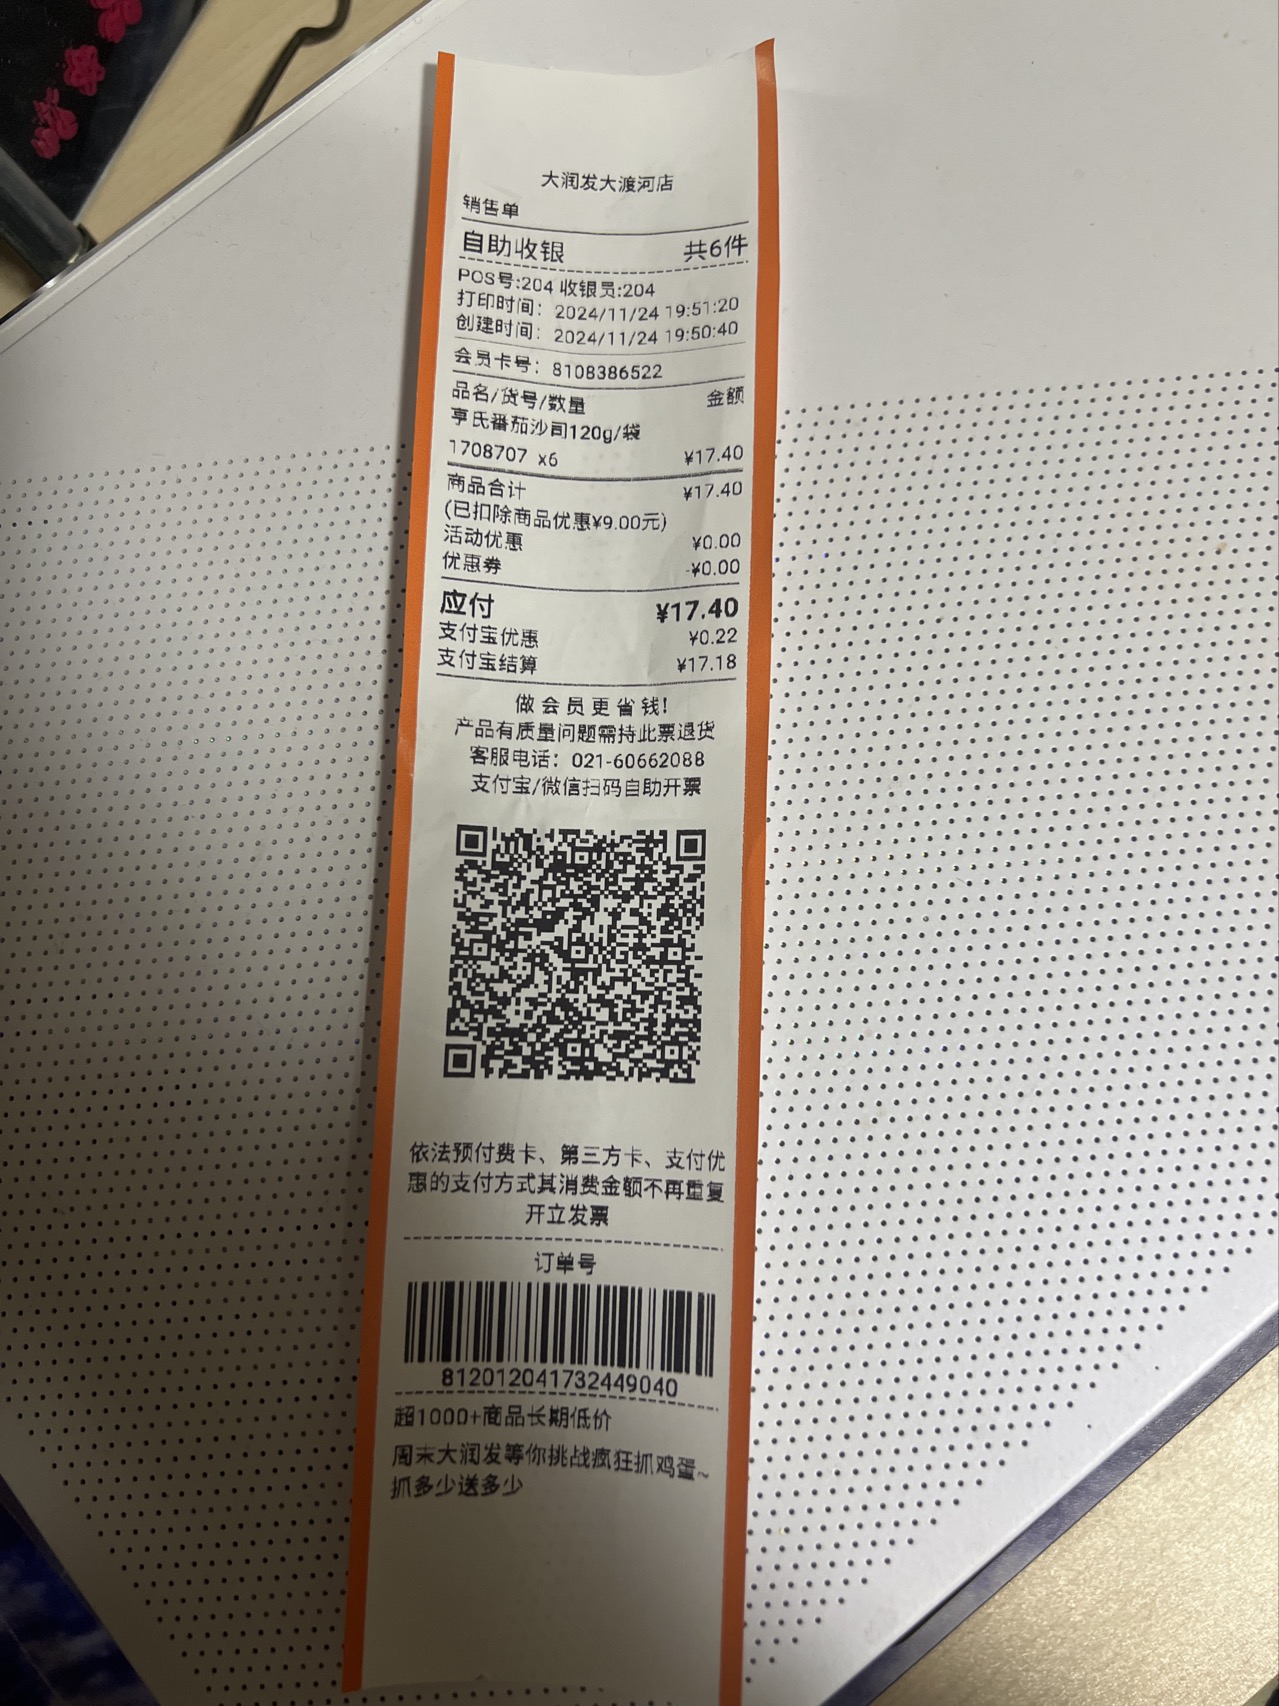 大润发大渡河店
销售单
自助收银 共6件
POS号:204 收银员:204
打印时间: 2024/11/24 19:51:20
创建时间: 2024/11/24 19:50:40
会员卡号: 8108386522
品名/货号/数量 金额
亨氏番茄沙司120g/袋
1708707 x6 ¥17.40
商品合计 ¥17.40
(已扣除商品优惠¥9.00元)
活动优惠 ¥0.00
优惠券 -¥0.00
应付 ¥17.40
支付宝优惠 ¥0.22
支付宝结算 ¥17.18
做会员更省钱!
产品有质量问题需持此票退货
客服电话: 021-60662088
支付宝/微信扫码自助开票
依法预付费卡、第三方卡、支付优
惠的支付方式其消费金额不再重复
开立发票
订单号
812012041732449040
超1000+商品长期低价
周末大润发等你挑战疯狂抓鸡蛋~
抓多少送多少